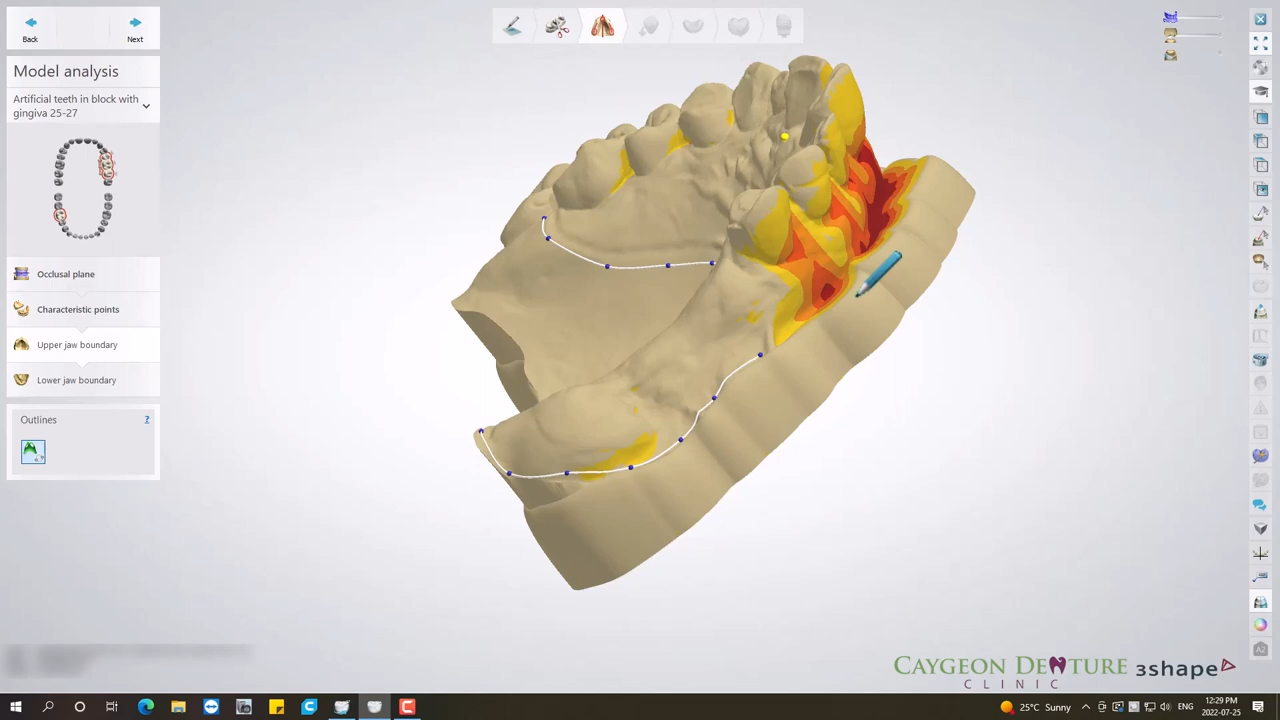 Back
Next
Model analysis
Artificial teeth in block with
gingiva 25-27
Occlusal plane
Characteristic points
Upper jaw boundary
Lower jaw boundary
Outlines
?
A2
CAYGEON DENTURE
CLINIC
3shape
25°C Sunny
ENG
12:29 PM
2022-07-25